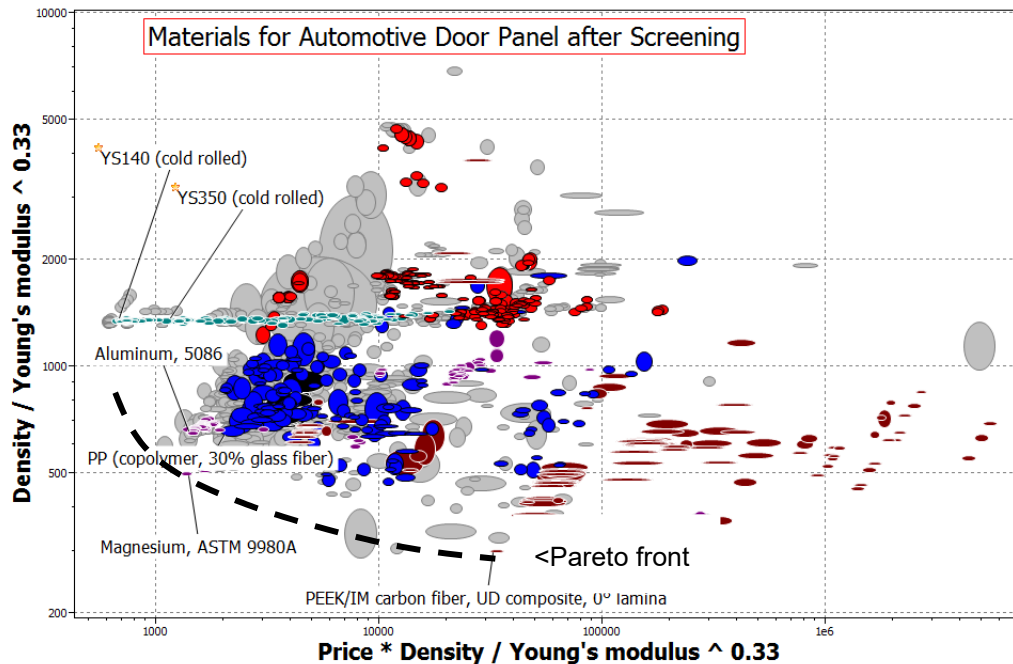 Materials for Automotive Door Panel after Screening
10000
5000
2000
1000
500
200
Density / Young's modulus ^ 0.33
YS140 (cold rolled)
YS350 (cold rolled)
Aluminum, 5086
PP (copolymer, 30% glass fiber)
Magnesium, ASTM 9980A
<Pareto front
PEEK/IM carbon fiber, UD composite, 0° lamina
1000
10000
100000
1e6
Price * Density / Young's modulus ^ 0.33